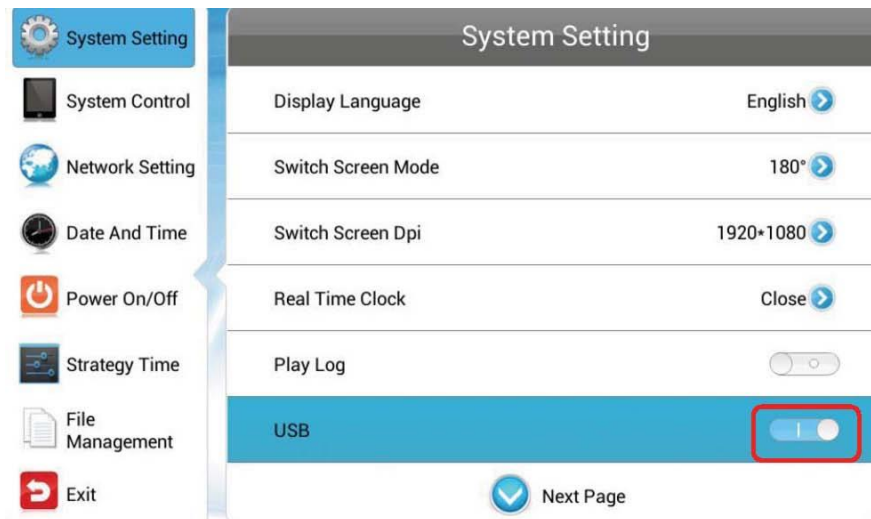 System Setting
System Control
Network Setting
Date And Time
Power On/Off
Strategy Time
File
Management
Exit
System Setting
Display Language English
Switch Screen Mode 180°
Switch Screen Dpi 1920*1080
Real Time Clock Close
Play Log
USB
Next Page